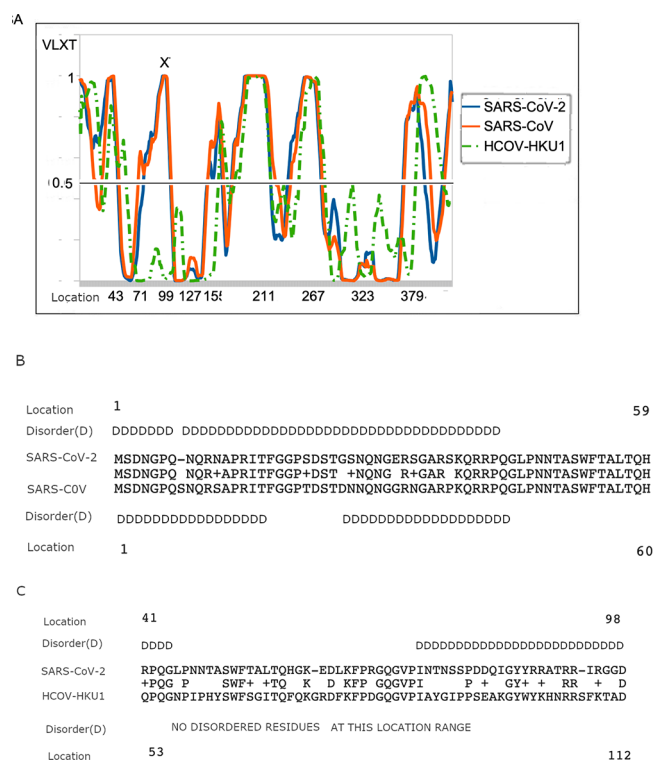 :A
VLXT
X
1
0.5
SARS-CoV-2
SARS-CoV
HCOV-HKU1
Location 43 71 99 127 155 211 267 323 379
B
Location 1 59
Disorder(D) DDDDDDD DDDDDDDDDDDDDDDDDDDDDDDDDDDDDDDDDDDDD
SARS-CoV-2 MSDNGPQ-NQRNAPRITFGGPSDSTGSNQNGERSGARSKQRRPQGLPNNTASWFTALTQH
MSDNGPQ NQR+APRITFGGP+DST +NQNG R+GAR KQRRPQGLPNNTASWFTALTQH
SARS-C0V MSDNGPQSNQRSAPRITFGGPTDSTDNNQNGGRNGARPKQRRPQGLPNNTASWFTALTQH
Disorder(D) DDDDDDDDDDDDDDDDD DDDDDDDDDDDDDDDDDDD
Location 1 60
C
Location 41 98
Disorder(D) DDDD DDDDDDDDDDDDDDDDDDDDDDDDDD
SARS-CoV-2 RPQGLPNNTASWFTALTQHGK-EDLKFPRGQGVPINTNSSPDDQIGYYRRATRR-IRGGD
+PQG P SWF+ +TQ K D KFP GQGVPI P + GY+ + RR + D
HCOV-HKU1 QPQGNPIPHYSWFSGITQFQKGRDFKFPDGQGVPIAYGIPPSEAKGYWYKHNRRSFKTAD
Disorder(D) NO DISORDERED RESIDUES AT THIS LOCATION RANGE
Location 53 112